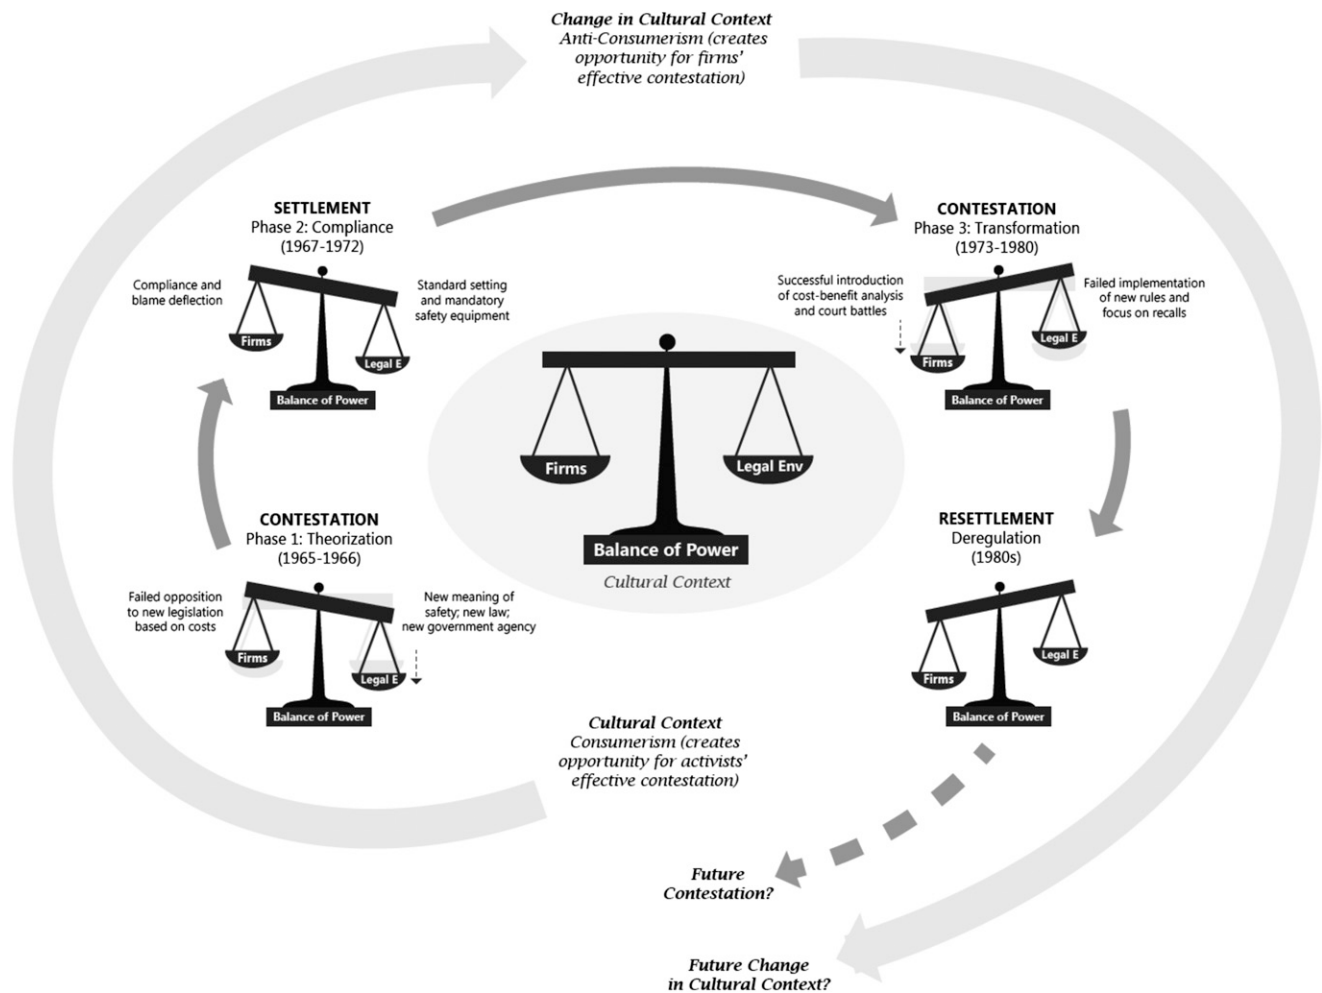 Change in Cultural Context
Anti-Consumerism (creates
opportunity for firms'
effective contestation)
SETTLEMENT
Phase 2: Compliance
(1967-1972)
Compliance and
blame deflection
Standard setting
and mandatory
safety equipment
Firms
Legal E
Balance of Power
CONTESTATION
Phase 3: Transformation
(1973-1980)
Successful introduction
of cost-benefit analysis
and court battles
Failed implementation
of new rules and
focus on recalls
Firms
Legal E
Balance of Power
Firms
Legal Env
Balance of Power
Cultural Context
CONTESTATION
Phase 1: Theorization
(1965-1966)
Failed opposition
to new legislation
based on costs
New meaning of
safety; new law;
new government agency
Firms
Legal E
Balance of Power
RESETTLEMENT
Deregulation
(1980s)
Firms
Legal E
Balance of Power
Cultural Context
Consumerism (creates
opportunity for activists'
effective contestation)
Future
Contestation?
Future Change
in Cultural Context?